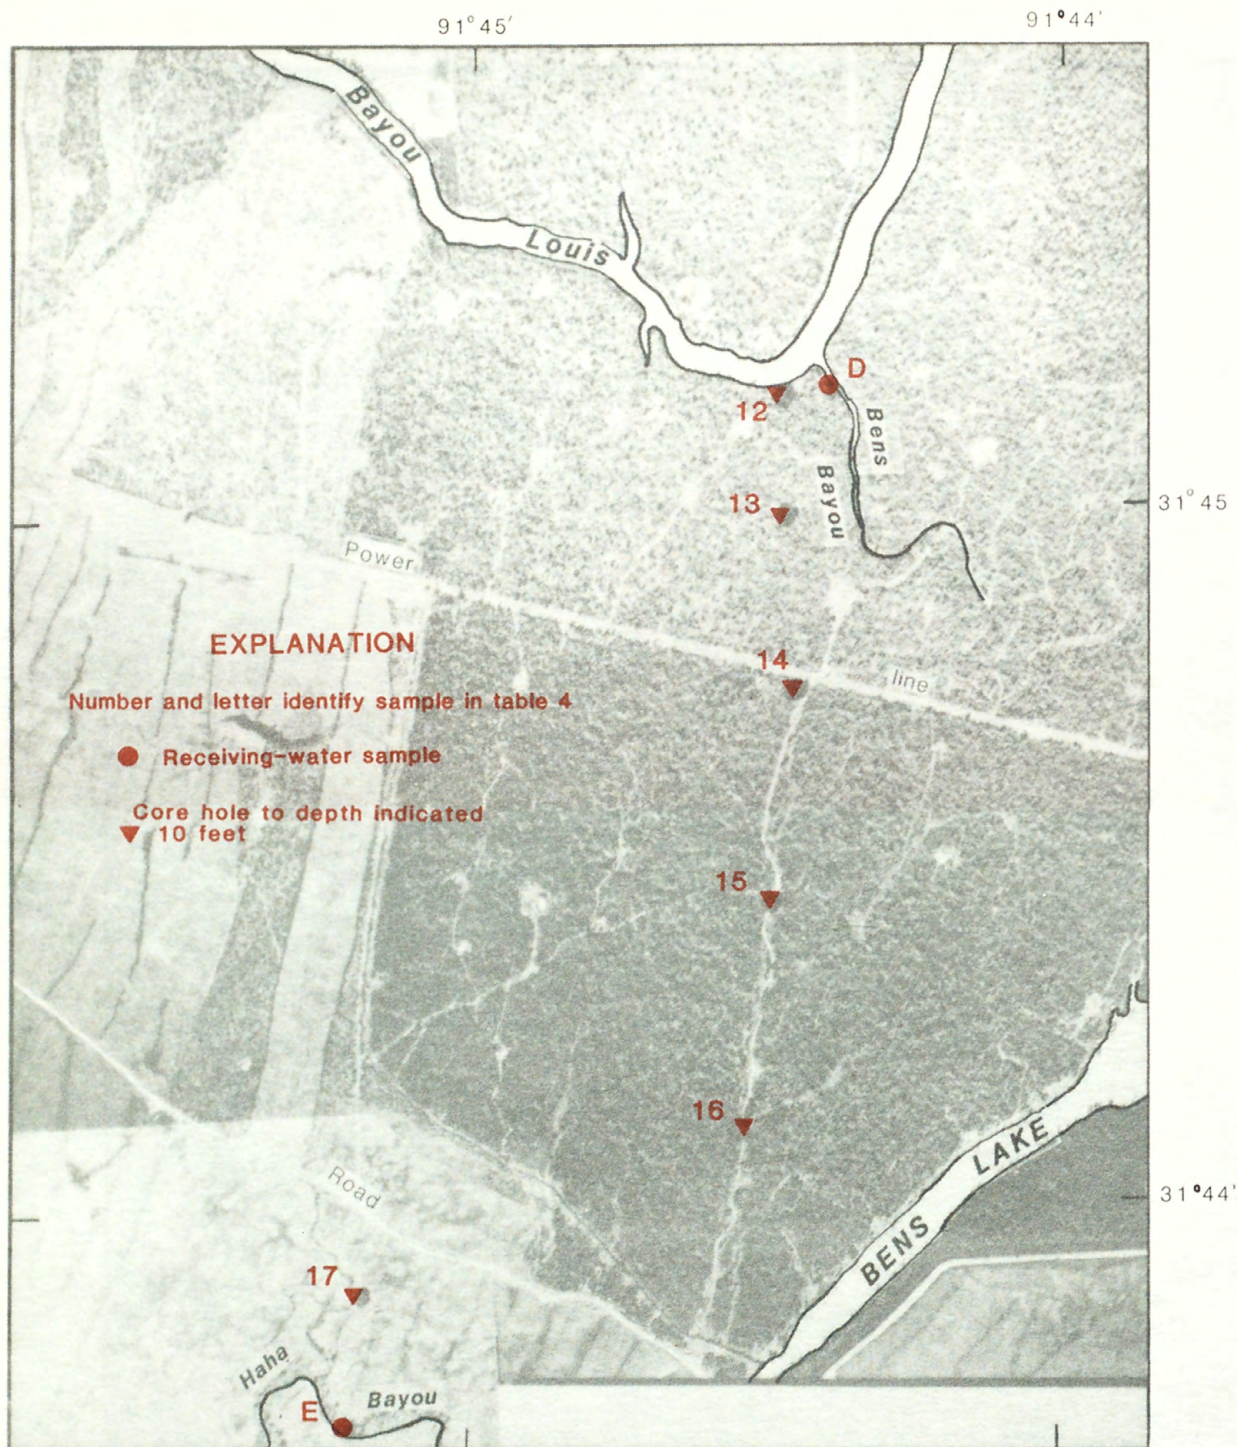 91°45'
91°44'
Bayou
Louis
D
12
Bens
Bayou
13
31°45
Power
EXPLANATION
14
line
Number and letter identify sample in table 4
Receiving-water sample
Core hole to depth indicated
10 feet
15
16
LAKE
Road
31°44'
BENS
17
Haha
Bayou
E